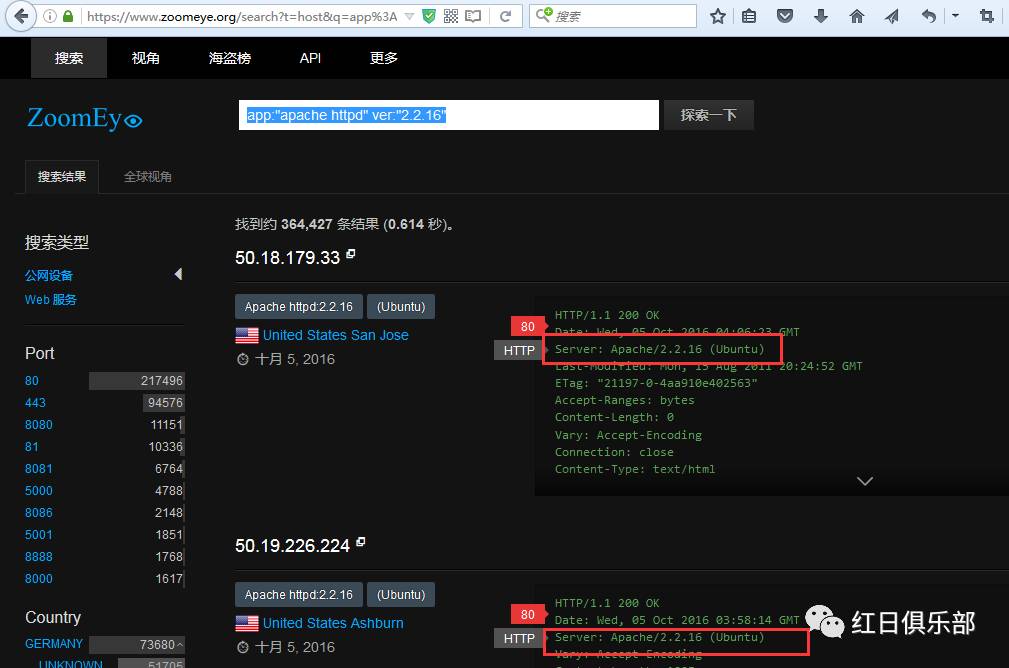 https://www.zoomeye.org/search?t=host&q=app%3A
搜索
搜索 视角 海盗榜 API 更多
ZoomEye
app:"apache httpd" ver:"2.2.16"
探索一下
搜索结果 全球视角
找到约 364,427 条结果 (0.614 秒)。
搜索类型
公网设备
Web 服务
Port
80 217496
443 94576
8080 11151
81 10336
8081 6764
5000 4788
8086 2148
5001 1851
8888 1768
8000 1617
Country
GERMANY 73680
UNKNOWN 51705
50.18.179.33
Apache httpd:2.2.16 (Ubuntu)
United States San Jose
十月 5, 2016
80
HTTP
HTTP/1.1 200 OK
Date: Wed, 05 Oct 2016 04:06:23 GMT
Server: Apache/2.2.16 (Ubuntu)
Last-Modified: Mon, 15 Aug 2011 20:24:52 GMT
ETag: "21197-0-4aa910e402563"
Accept-Ranges: bytes
Content-Length: 0
Vary: Accept-Encoding
Connection: close
Content-Type: text/html
50.19.226.224
Apache httpd:2.2.16 (Ubuntu)
United States Ashburn
十月 5, 2016
80
HTTP
HTTP/1.1 200 OK
Date: Wed, 05 Oct 2016 03:58:14 GMT
Server: Apache/2.2.16 (Ubuntu)
Vary: Accept-Encoding
红日俱乐部